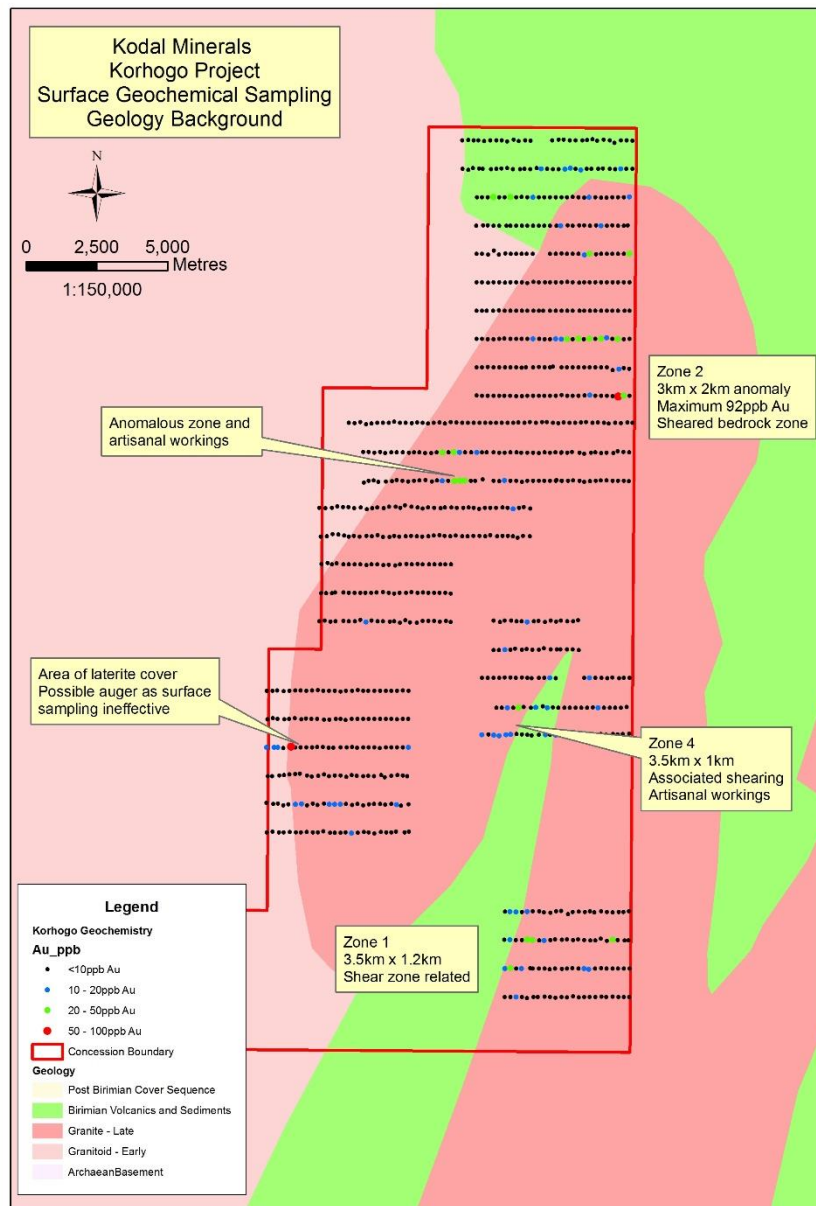 Kodal Minerals
Korhogo Project
Surface Geochemical Sampling
Geology Background
N
0 2,500 5,000
Metres
1:150,000
Zone 2
3km x 2km anomaly
Maximum 92ppb Au
Sheared bedrock zone
Anomalous zone and
artisanal workings
Area of laterite cover
Possible auger as surface
sampling ineffective
Zone 4
3.5km x 1km
Associated shearing
Artisanal workings
Zone 1
3.5km x 1.2km
Shear zone related
Legend
Korhogo Geochemistry
Au_ppb
<10ppb Au
10 - 20ppb Au
20 - 50ppb Au
50 - 100ppb Au
Concession Boundary
Geology
Post Birimian Cover Sequence
Birimian Volcanics and Sediments
Granite - Late
Granitoid - Early
ArchaeanBasement